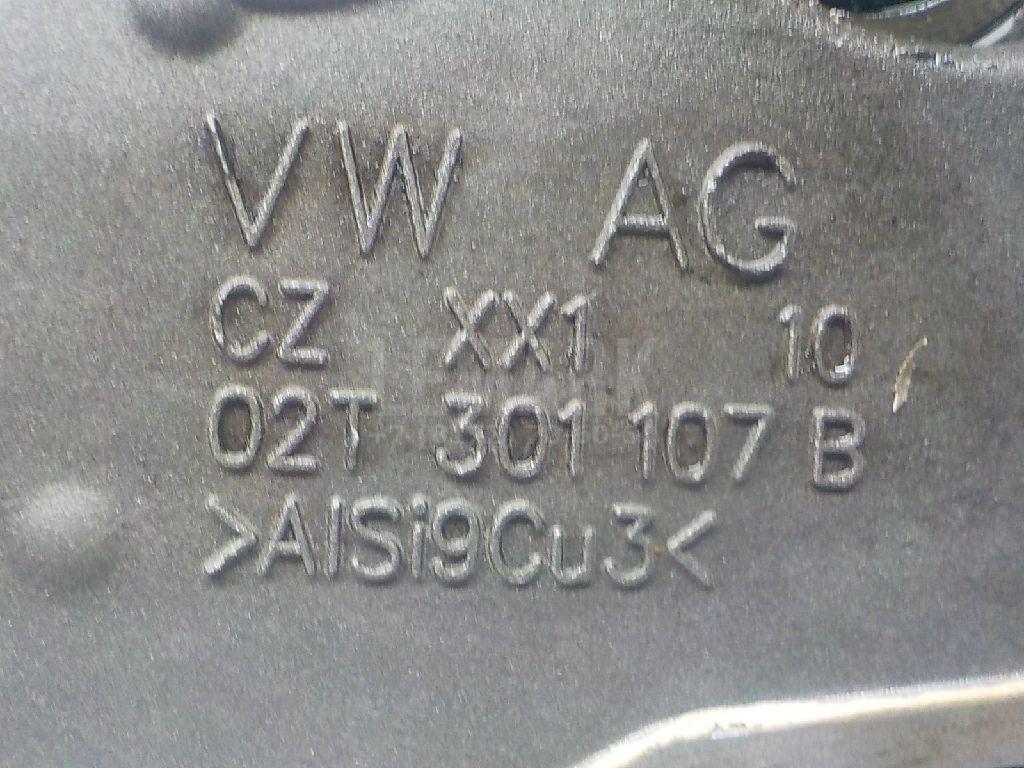 VW AG
CZ XX1 10
02T 301 107 B
>AlSi9Cu3<